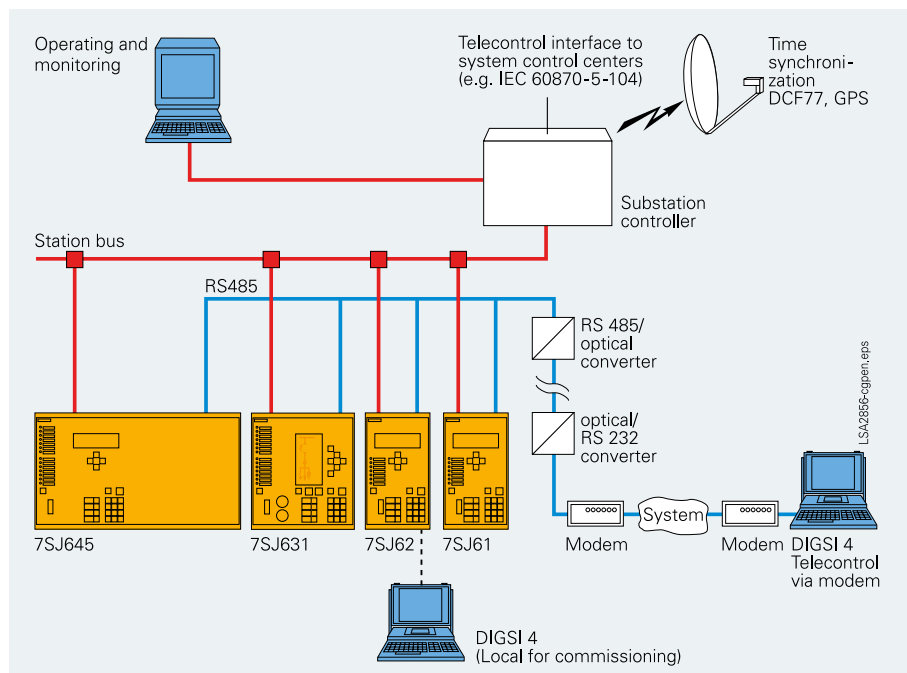 Operating and
monitoring
Telecontrol interface to
system control centers
(e.g. IEC 60870-5-104)
Time
synchroni-
zation
DCF77, GPS
Substation
controller
Station bus
RS485
RS 485/
optical
converter
optical/
RS 232
converter
LSA2856-cgpen.eps
7SJ645
7SJ631
7SJ62
7SJ61
Modem
System
Modem
DIGSI 4
Telecontrol
via modem
DIGSI 4
(Local for commissioning)